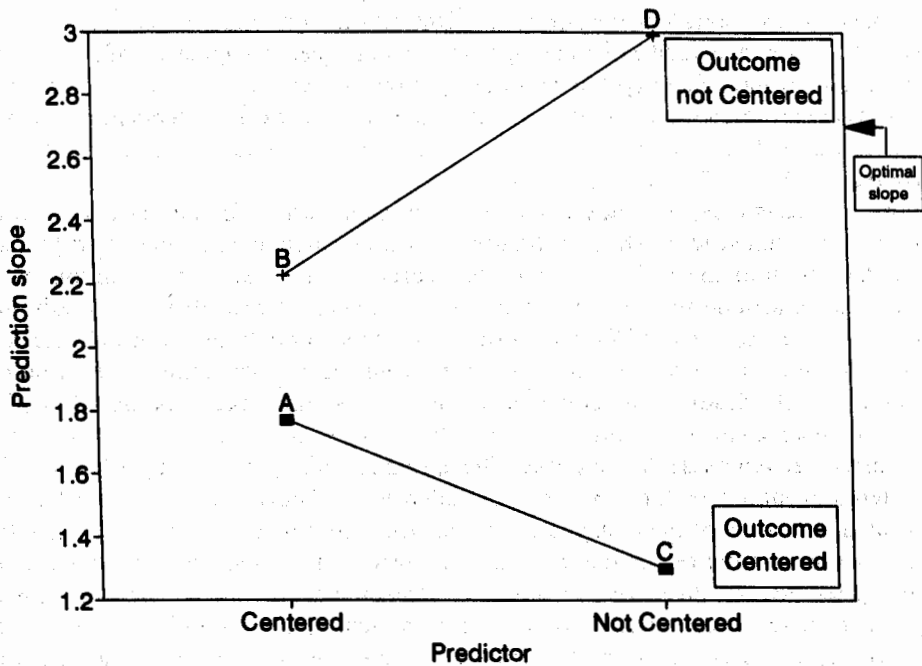 D
3
Outcome
not Centered
2.8
2.6
Optimal
slope
2.4
B
2.2
Prediction slope
2
A
1.8
1.6
Outcome
Centered
C
1.4
1.2
Centered
Not Centered
Predictor